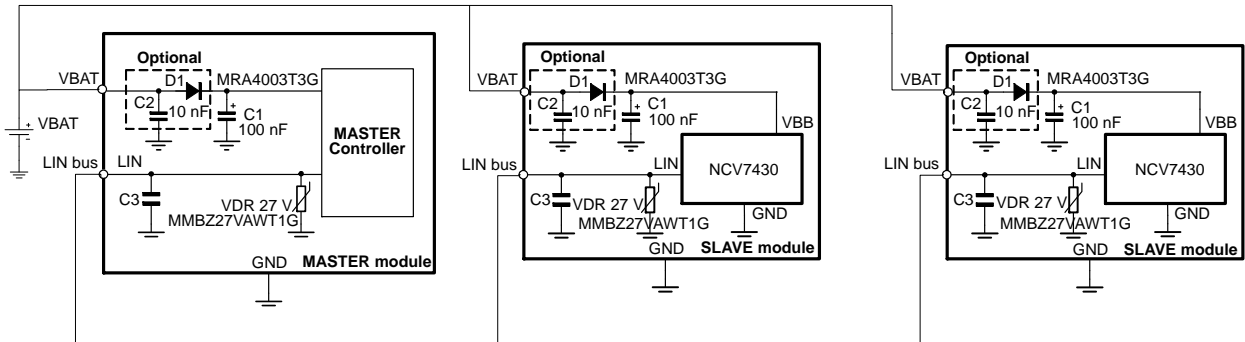 VBAT
Optional
VBAT
D1
MRA4003T3G
C2
10 nF
+
C1
100 nF
MASTER
Controller
LIN bus
LIN
C3
VDR 27 V
MMBZ27VAWT1G
GND
MASTER module
Optional
VBAT
D1
MRA4003T3G
C2
10 nF
+
C1
100 nF
VBB
LIN bus
LIN
NCV7430
C3
VDR 27 V
MMBZ27VAWT1G
GND
GND
SLAVE module
Optional
VBAT
D1
MRA4003T3G
C2
10 nF
+
C1
100 nF
VBB
LIN bus
LIN
NCV7430
C3
VDR 27 V
MMBZ27VAWT1G
GND
GND
SLAVE module